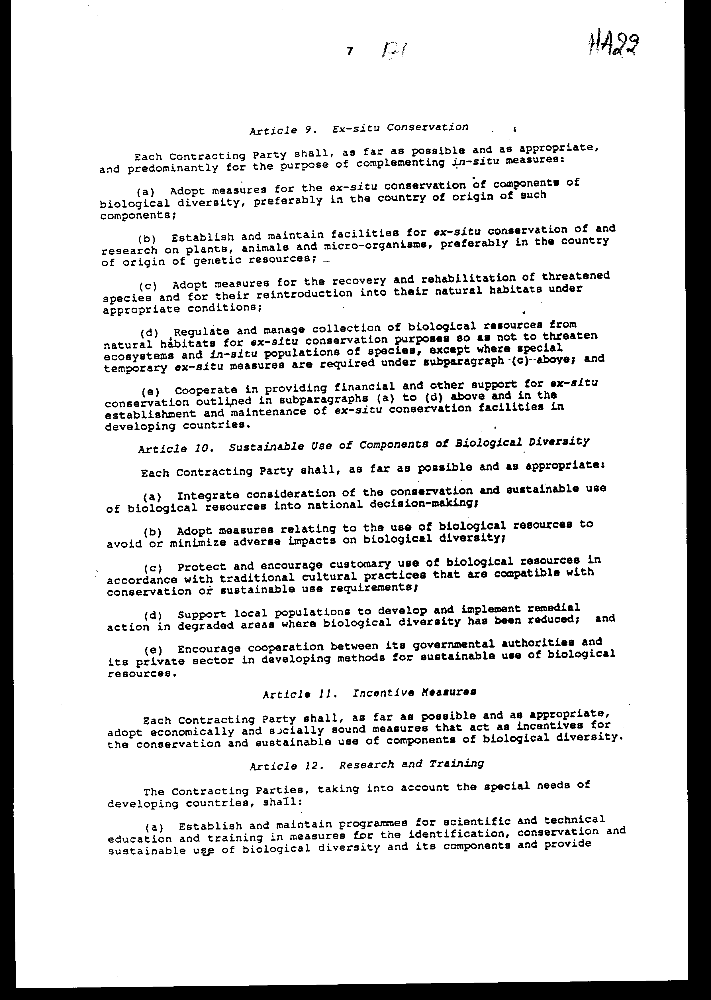 7
HA22
Article 9. Ex-situ Conservation
Each Contracting Party shall, as far as possible and as appropriate,
and predominantly for the purpose of complementing in-situ measures:
(a) Adopt measures for the ex-situ conservation of components of
biological diversity, preferably in the country of origin of such
components;
(b) Establish and maintain facilities for ex-situ conservation of and
research on plants, animals and micro-organisms, preferably in the country
of origin of genetic resources;
(c) Adopt measures for the recovery and rehabilitation of threatened
species and for their reintroduction into their natural habitats under
appropriate conditions;
(d) Regulate and manage collection of biological resources from
natural habitats for ex-situ conservation purposes so as not to threaten
ecosystems and in-situ populations of species, except where special
temporary ex-situ measures are required under subparagraph (c) above; and
(e) Cooperate in providing financial and other support for ex-situ
conservation outlined in subparagraphs (a) to (d) above and in the
establishment and maintenance of ex-situ conservation facilities in
developing countries.
Article 10. Sustainable Use of Components of Biological Diversity
Each Contracting Party shall, as far as possible and as appropriate:
(a) Integrate consideration of the conservation and sustainable use
of biological resources into national decision-making;
(b) Adopt measures relating to the use of biological resources to
avoid or minimize adverse impacts on biological diversity;
(c) Protect and encourage customary use of biological resources in
accordance with traditional cultural practices that are compatible with
conservation or sustainable use requirements;
(d) Support local populations to develop and implement remedial
action in degraded areas where biological diversity has been reduced; and
(e) Encourage cooperation between its governmental authorities and
its private sector in developing methods for sustainable use of biological
resources.
Article 11. Incentive Measures
Each Contracting Party shall, as far as possible and as appropriate,
adopt economically and socially sound measures that act as incentives for
the conservation and sustainable use of components of biological diversity.
Article 12. Research and Training
The Contracting Parties, taking into account the special needs of
developing countries, shall:
(a) Establish and maintain programmes for scientific and technical
education and training in measures for the identification, conservation and
sustainable use of biological diversity and its components and provide